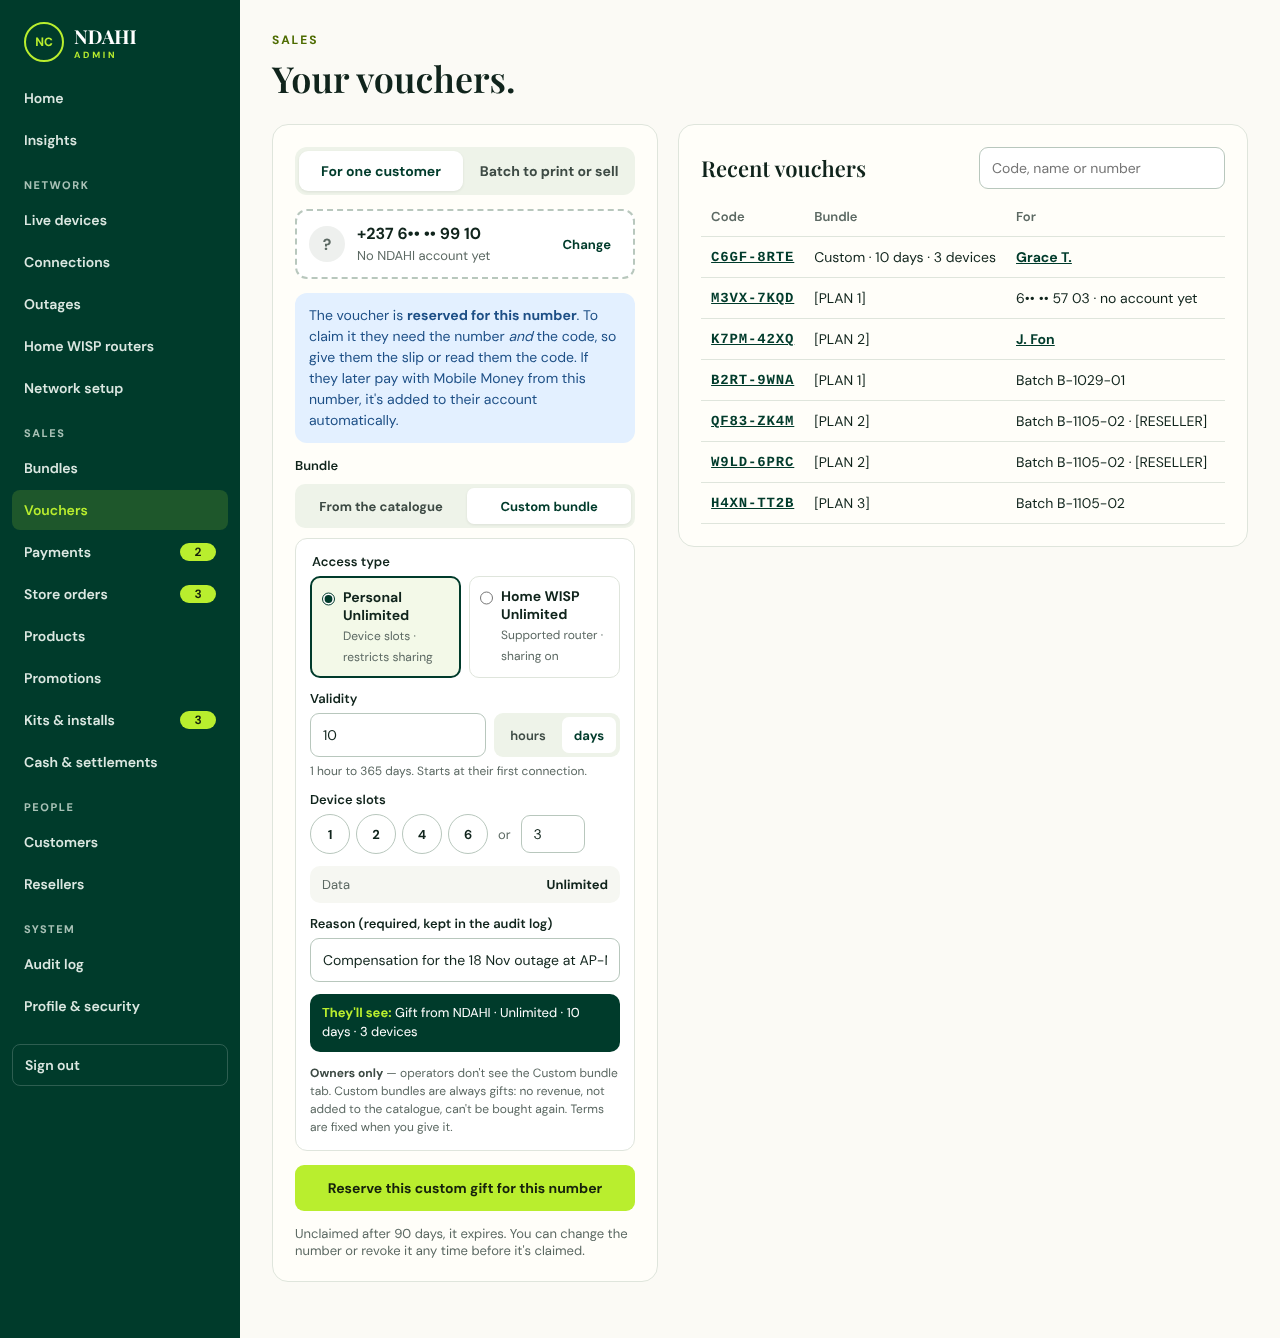 NC
NDAHI
ADMIN
Home
Insights
NETWORK
Live devices
Connections
Outages
Home WISP routers
Network setup
SALES
Bundles
Vouchers
Payments 2
Store orders 3
Products
Promotions
Kits & installs 3
Cash & settlements
PEOPLE
Customers
Resellers
SYSTEM
Audit log
Profile & security
Sign out
SALES
Your vouchers.
For one customer Batch to print or sell
?
+237 6•• •• 99 10
No NDAHI account yet
Change
The voucher is reserved for this number. To
claim it they need the number and the code, so
give them the slip or read them the code. If
they later pay with Mobile Money from this
number, it's added to their account
automatically.
Bundle
From the catalogue Custom bundle
Access type
Personal
Unlimited
Device slots ·
restricts sharing
Home WISP
Unlimited
Supported router ·
sharing on
Validity
10 hours days
1 hour to 365 days. Starts at their first connection.
Device slots
1 2 4 6 or 3
Data Unlimited
Reason (required, kept in the audit log)
Compensation for the 18 Nov outage at AP-
They'll see: Gift from NDAHI · Unlimited · 10
days · 3 devices
Owners only — operators don't see the Custom bundle
tab. Custom bundles are always gifts: no revenue, not
added to the catalogue, can't be bought again. Terms
are fixed when you give it.
Reserve this custom gift for this number
Unclaimed after 90 days, it expires. You can change the
number or revoke it any time before it's claimed.
Recent vouchers
Code, name or number
Code Bundle For
C6GF-8RTE Custom · 10 days · 3 devices Grace T.
M3VX-7KQD [PLAN 1] 6•• •• 57 03 · no account yet
K7PM-42XQ [PLAN 2] J. Fon
B2RT-9WNA [PLAN 1] Batch B-1029-01
QF83-ZK4M [PLAN 2] Batch B-1105-02 · [RESELLER]
W9LD-6PRC [PLAN 2] Batch B-1105-02 · [RESELLER]
H4XN-TT2B [PLAN 3] Batch B-1105-02